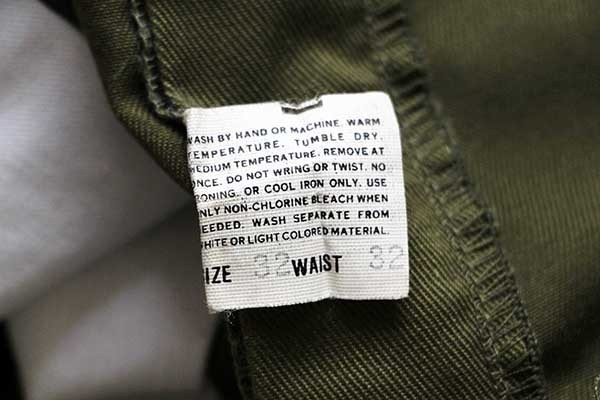 WASH BY HAND OR MACHINE. WARM
TEMPERATURE. TUMBLE DRY.
MEDIUM TEMPERATURE. REMOVE AT
ONCE. DO NOT WRING OR TWIST. NO
IRONING. OR COOL IRON ONLY. USE
ONLY NON-CHLORINE BLEACH WHEN
NEEDED. WASH SEPARATE FROM
WHITE OR LIGHT COLORED MATERIAL.
SIZE 32 WAIST 32